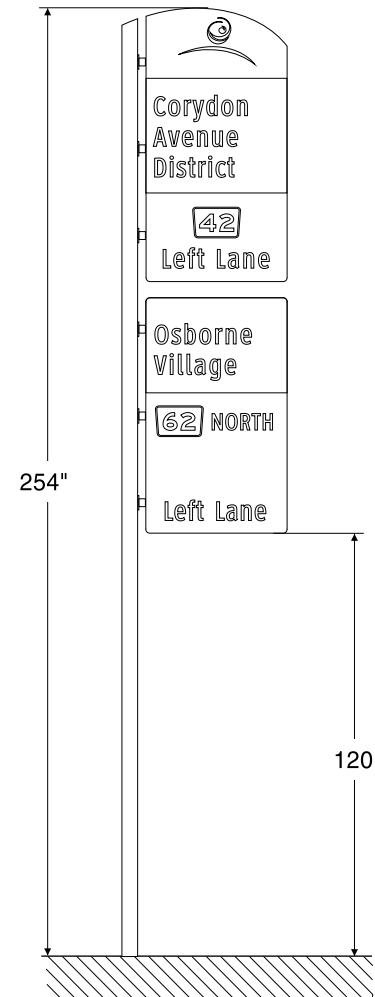 Corydon
Avenue
District
42
Left Lane
Osborne
Village
62 NORTH
254"
Left Lane
120